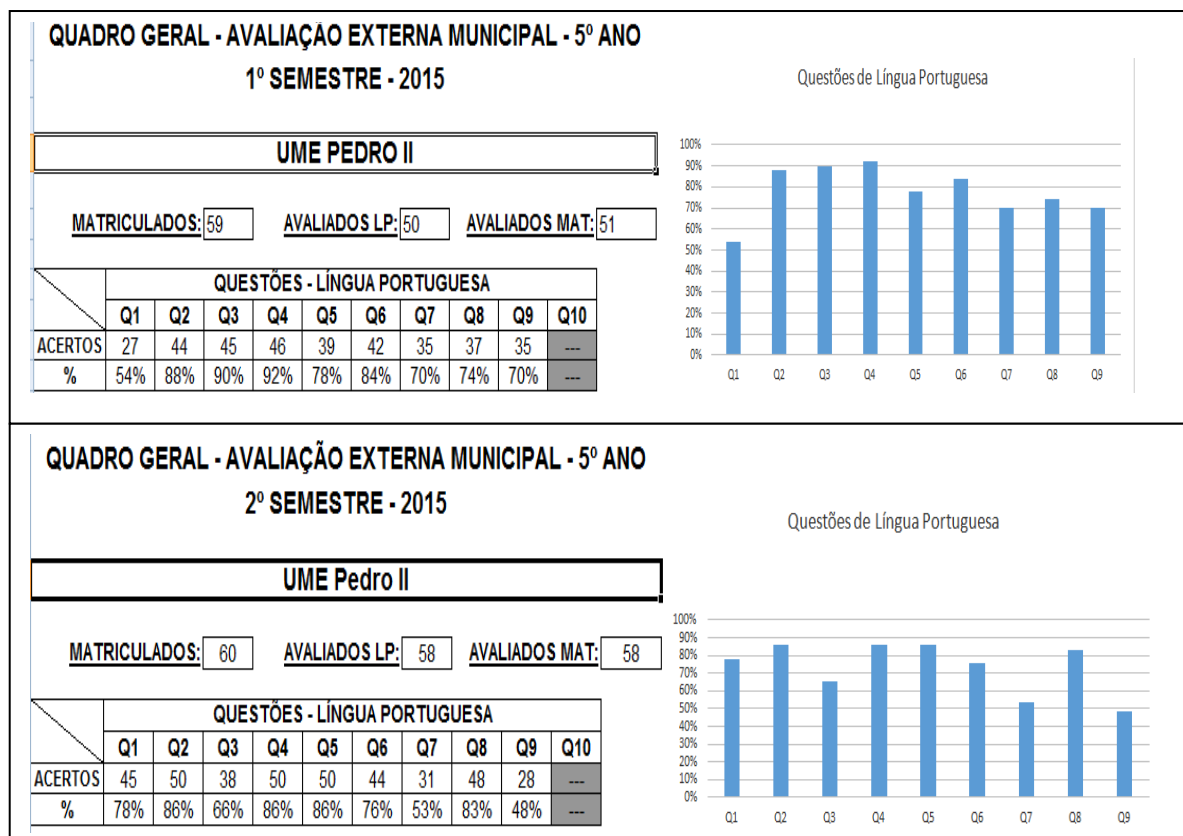 QUADRO GERAL - AVALIAÇÃO EXTERNA MUNICIPAL - 5º ANO
1º SEMESTRE - 2015
UME PEDRO II
MATRICULADOS: 59 AVALIADOS LP: 50 AVALIADOS MAT: 51
QUESTÕES - LÍNGUA PORTUGUESA
Q1 Q2 Q3 Q4 Q5 Q6 Q7 Q8 Q9 Q10
ACERTOS 27 44 45 46 39 42 35 37 35 ---
% 54% 88% 90% 92% 78% 84% 70% 74% 70% ---
Questões de Língua Portuguesa
100%
90%
80%
70%
60%
50%
40%
30%
20%
10%
0%
Q1 Q2 Q3 Q4 Q5 Q6 Q7 Q8 Q9
QUADRO GERAL - AVALIAÇÃO EXTERNA MUNICIPAL - 5º ANO
2º SEMESTRE - 2015
UME Pedro II
MATRICULADOS: 60 AVALIADOS LP: 58 AVALIADOS MAT: 58
QUESTÕES - LÍNGUA PORTUGUESA
Q1 Q2 Q3 Q4 Q5 Q6 Q7 Q8 Q9 Q10
ACERTOS 45 50 38 50 50 44 31 48 28 ---
% 78% 86% 66% 86% 86% 76% 53% 83% 48% ---
Questões de Língua Portuguesa
100%
90%
80%
70%
60%
50%
40%
30%
20%
10%
0%
Q1 Q2 Q3 Q4 Q5 Q6 Q7 Q8 Q9